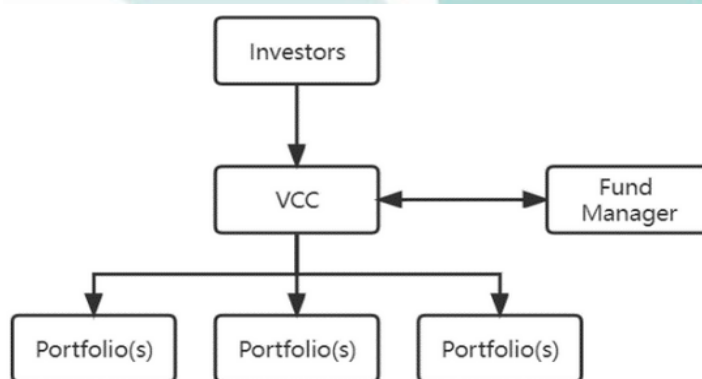 Investors
VCC
Fund
Manager
Portfolio(s)
Portfolio(s)
Portfolio(s)